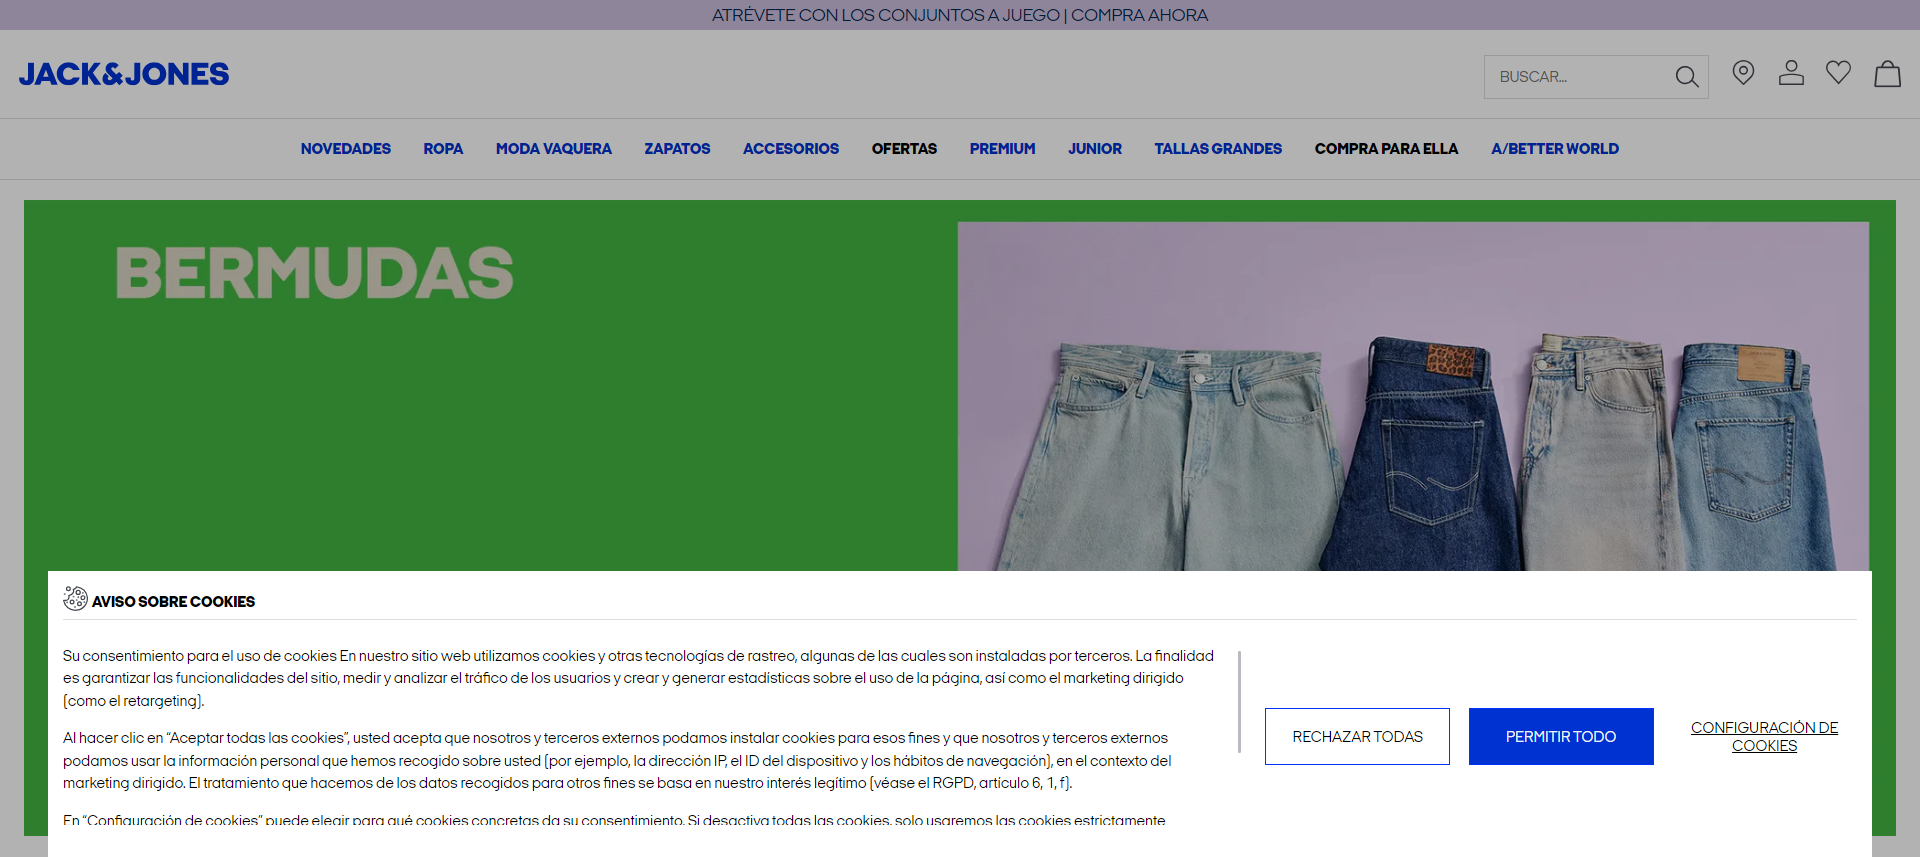 ATRÉVETE CON LOS CONJUNTOS A JUEGO | COMPRA AHORA
JACK&JONES
BUSCAR...
NOVEDADES ROPA MODA VAQUERA ZAPATOS ACCESORIOS OFERTAS PREMIUM JUNIOR TALLAS GRANDES COMPRA PARA ELLA A/BETTER WORLD
BERMUDAS
AVISO SOBRE COOKIES
Su consentimiento para el uso de cookies En nuestro sitio web utilizamos cookies y otras tecnologías de rastreo, algunas de las cuales son instaladas por terceros. La finalidad
es garantizar las funcionalidades del sitio, medir y analizar el tráfico de los usuarios y crear y generar estadísticas sobre el uso de la página, así como el marketing dirigido
(como el retargeting).
Al hacer clic en “Aceptar todas las cookies”, usted acepta que nosotros y terceros externos podamos instalar cookies para esos fines y que nosotros y terceros externos
podamos usar la información personal que hemos recogido sobre usted (por ejemplo, la dirección IP, el ID del dispositivo y los hábitos de navegación), en el contexto del
marketing dirigido. El tratamiento que hacemos de los datos recogidos para otros fines se basa en nuestro interés legítimo (véase el RGPD, artículo 6, 1, f).
En “Configuración de cookies” puede elegir para qué cookies concretas da su consentimiento. Si desactiva todas las cookies, solo usaremos las cookies estrictamente
RECHAZAR TODAS
PERMITIR TODO
CONFIGURACIÓN DE
COOKIES